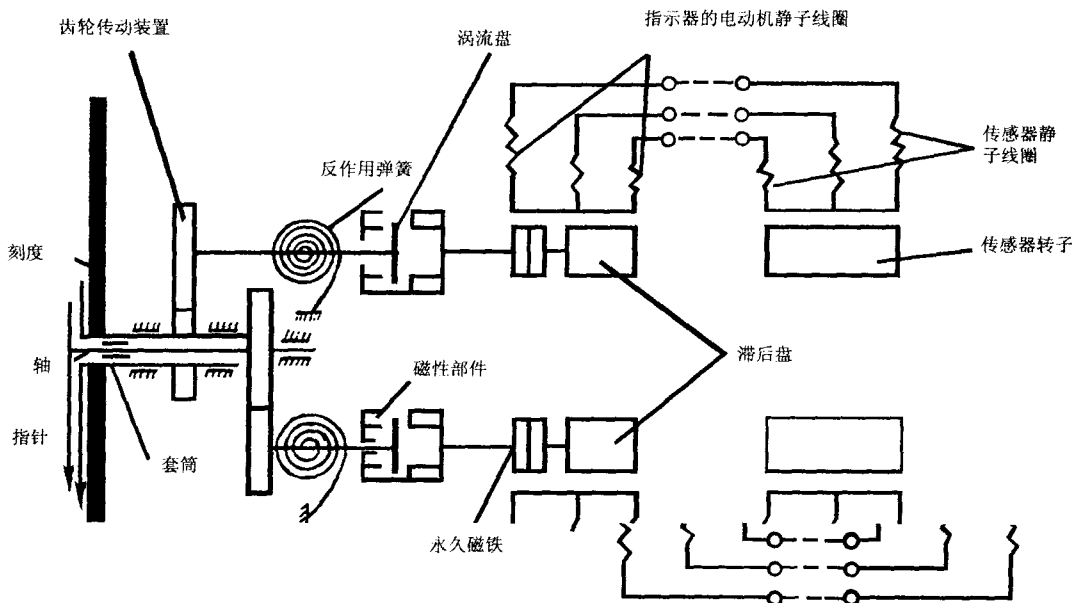 指示器的电动机静子线圈
齿轮传动装置
涡流盘
传感器静
子线圈
反作用弹簧
刻度
传感器转子
轴
滞后盘
磁性部件
指针
套筒
永久磁铁